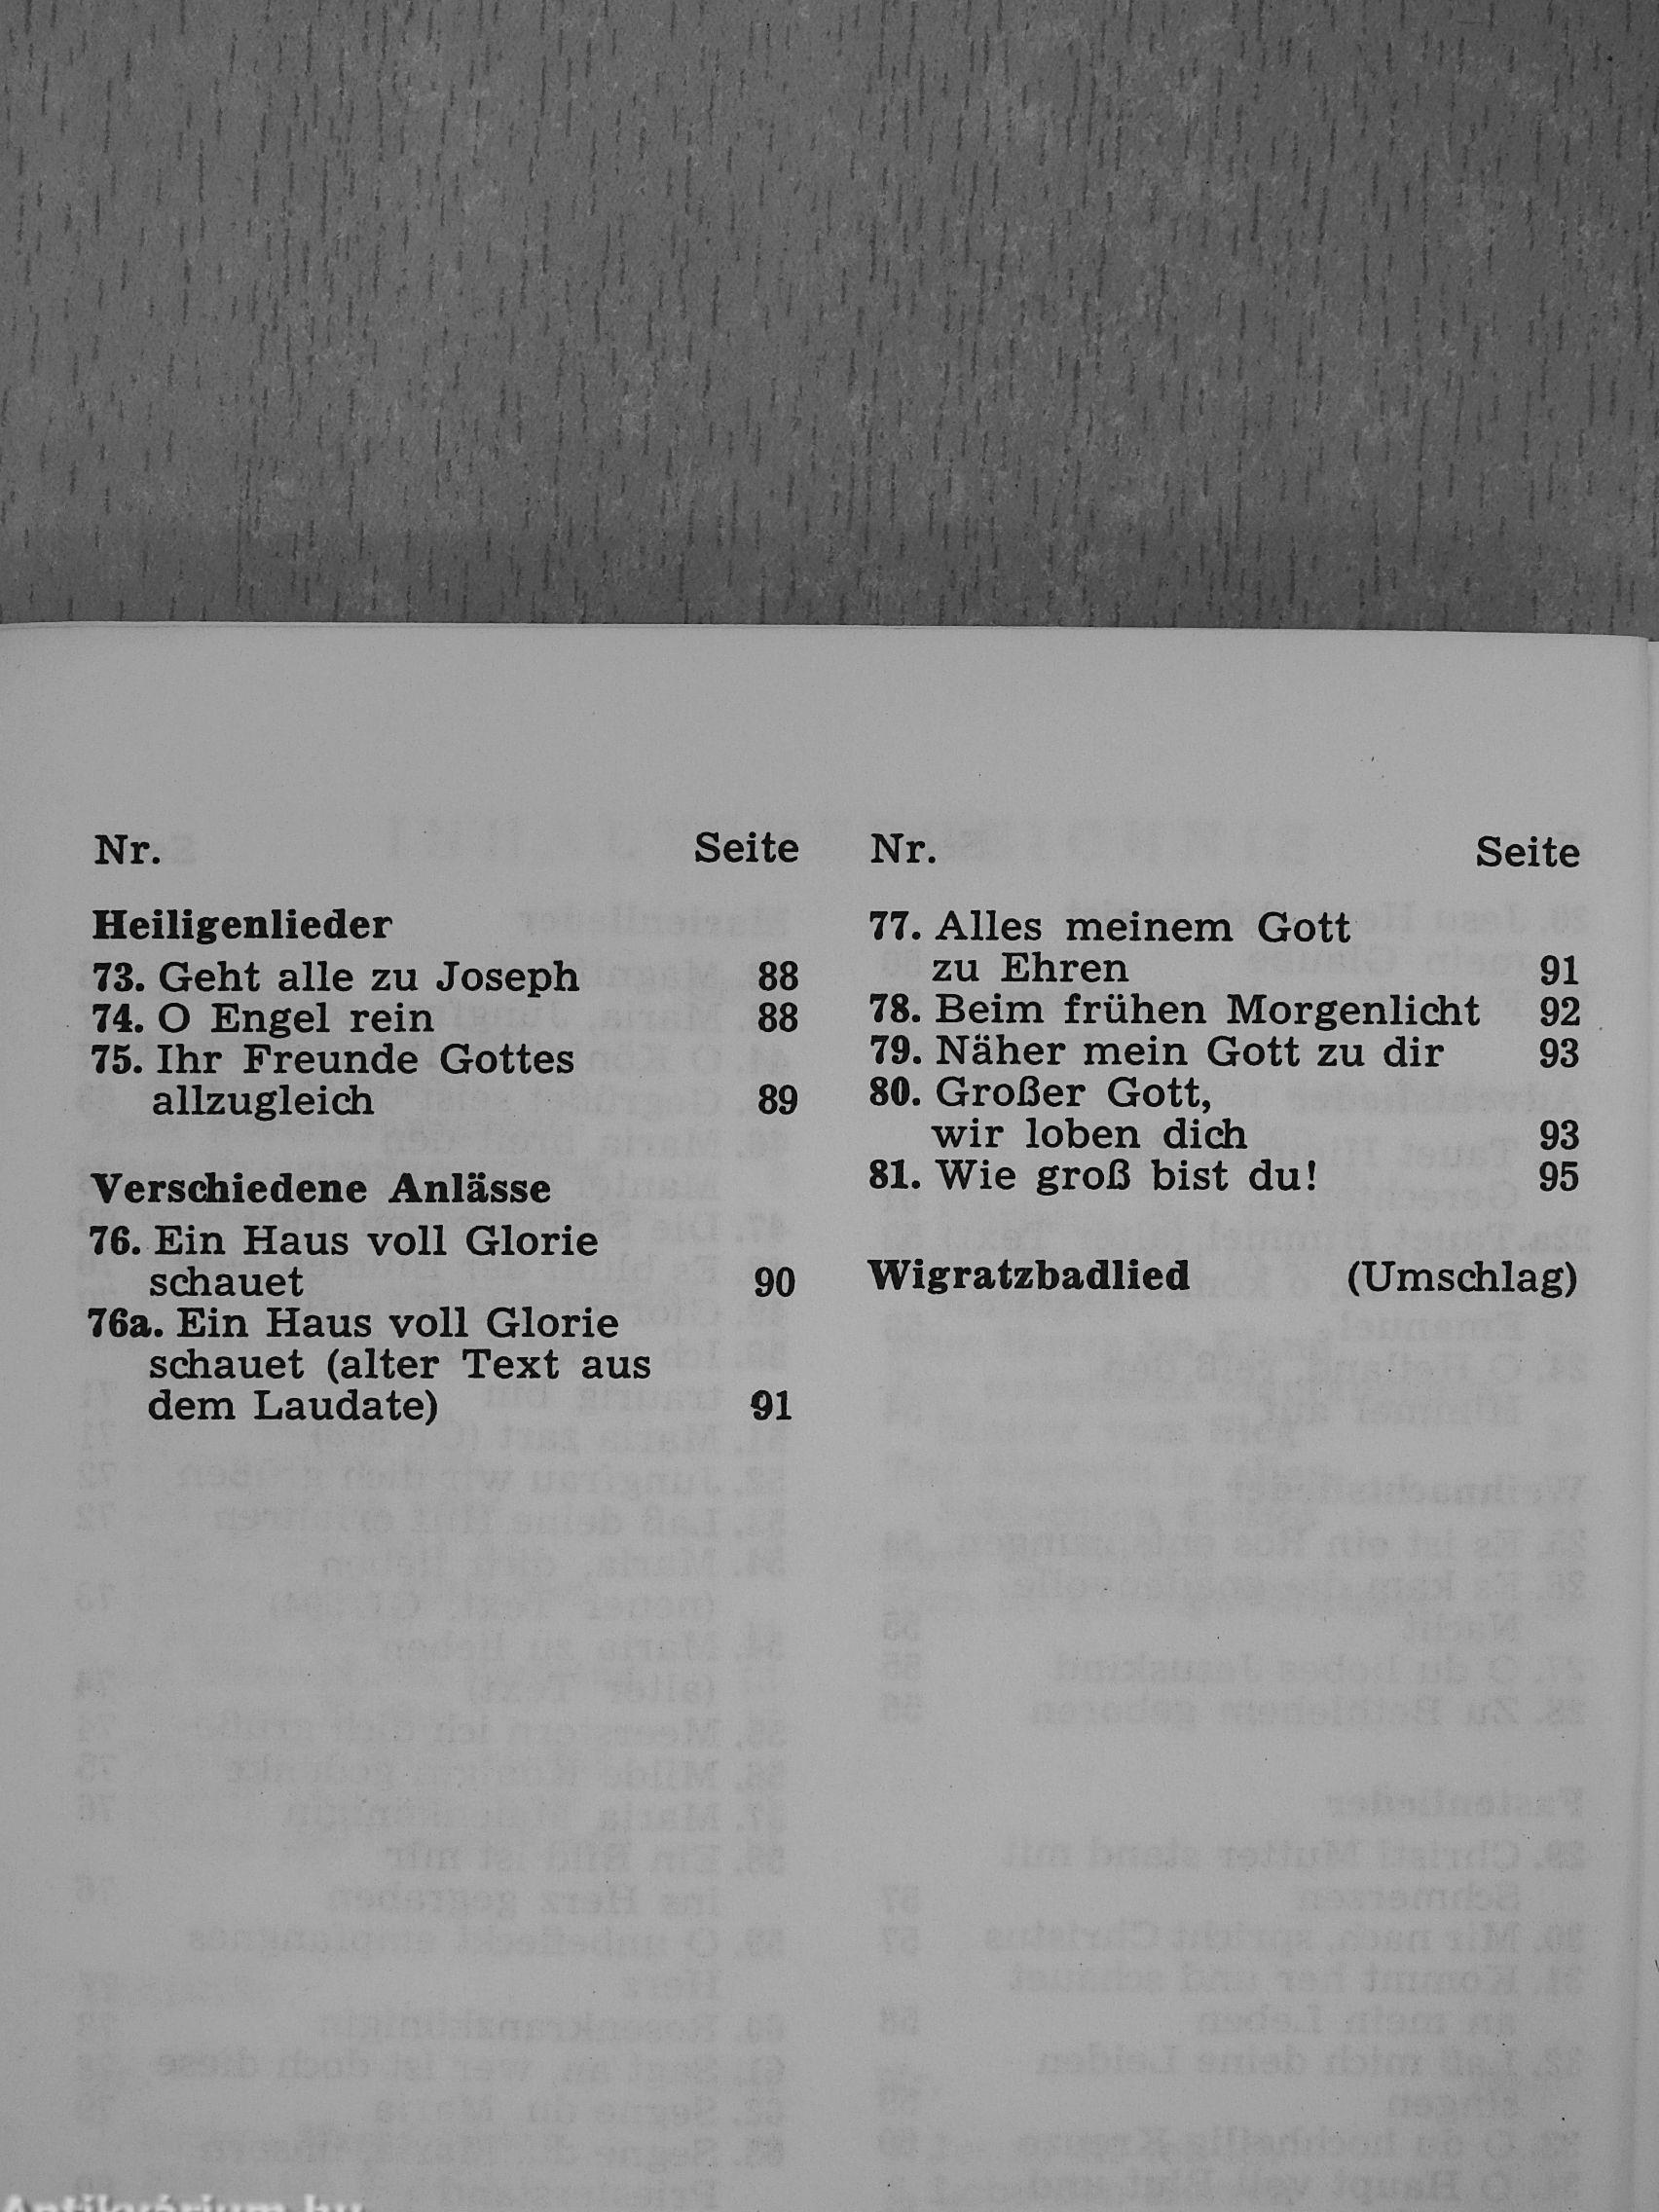 Nr. Seite
Heiligenlieder
73. Geht alle zu Joseph 88
74. O Engel rein 88
75. Ihr Freunde Gottes
allzugleich 89
Verschiedene Anlässe
76. Ein Haus voll Glorie
schauet 90
76a. Ein Haus voll Glorie
schauet (alter Text aus
dem Laudate) 91
Nr. Seite
77. Alles meinem Gott
zu Ehren 91
78. Beim frühen Morgenlicht 92
79. Näher mein Gott zu dir 93
80. Großer Gott,
wir loben dich 93
81. Wie groß bist du! 95
Wigratzbadlied (Umschlag)
Antikvárium.hu